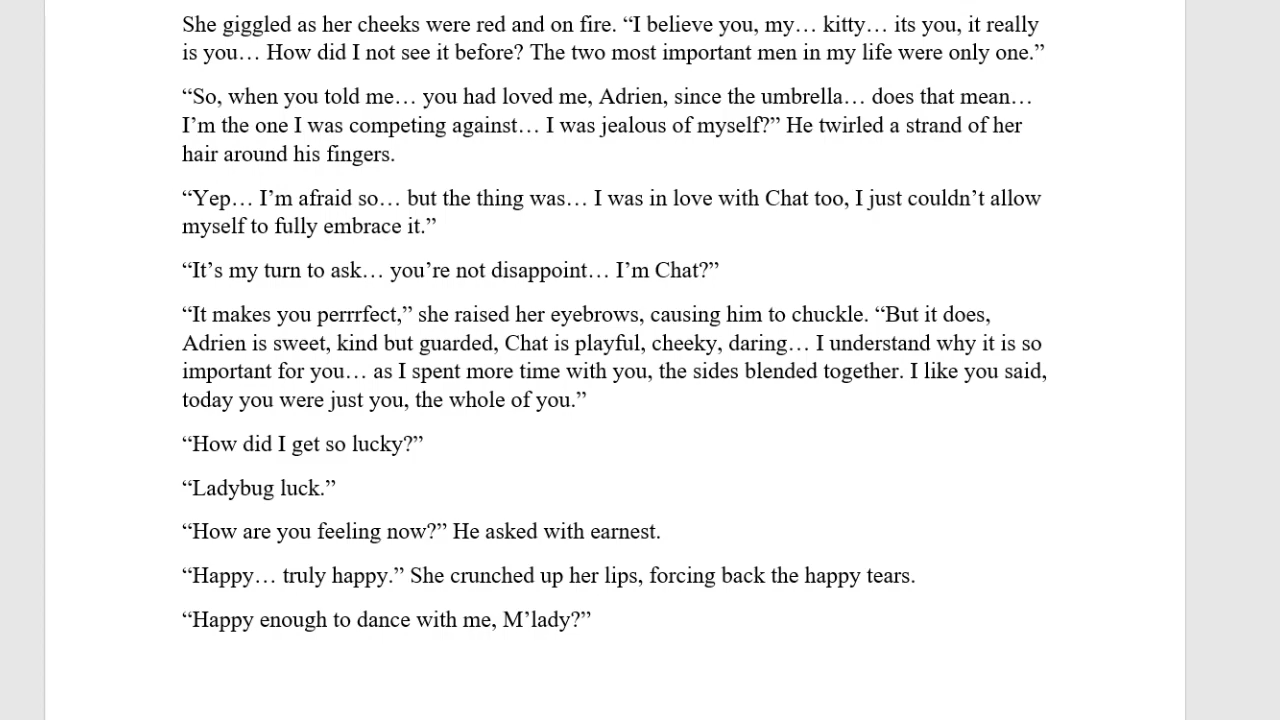 She giggled as her cheeks were red and on fire. “I believe you, my… kitty… its you, it really
is you… How did I not see it before? The two most important men in my life were only one.”
“So, when you told me… you had loved me, Adrien, since the umbrella… does that mean…
I’m the one I was competing against… I was jealous of myself?” He twirled a strand of her
hair around his fingers.
“Yep… I’m afraid so… but the thing was… I was in love with Chat too, I just couldn’t allow
myself to fully embrace it.”
“It’s my turn to ask… you’re not disappoint… I’m Chat?”
“It makes you perrrfect,” she raised her eyebrows, causing him to chuckle. “But it does,
Adrien is sweet, kind but guarded, Chat is playful, cheeky, daring… I understand why it is so
important for you… as I spent more time with you, the sides blended together. I like you said,
today you were just you, the whole of you.”
“How did I get so lucky?”
“Ladybug luck.”
“How are you feeling now?” He asked with earnest.
“Happy… truly happy.” She crunched up her lips, forcing back the happy tears.
“Happy enough to dance with me, M’lady?”